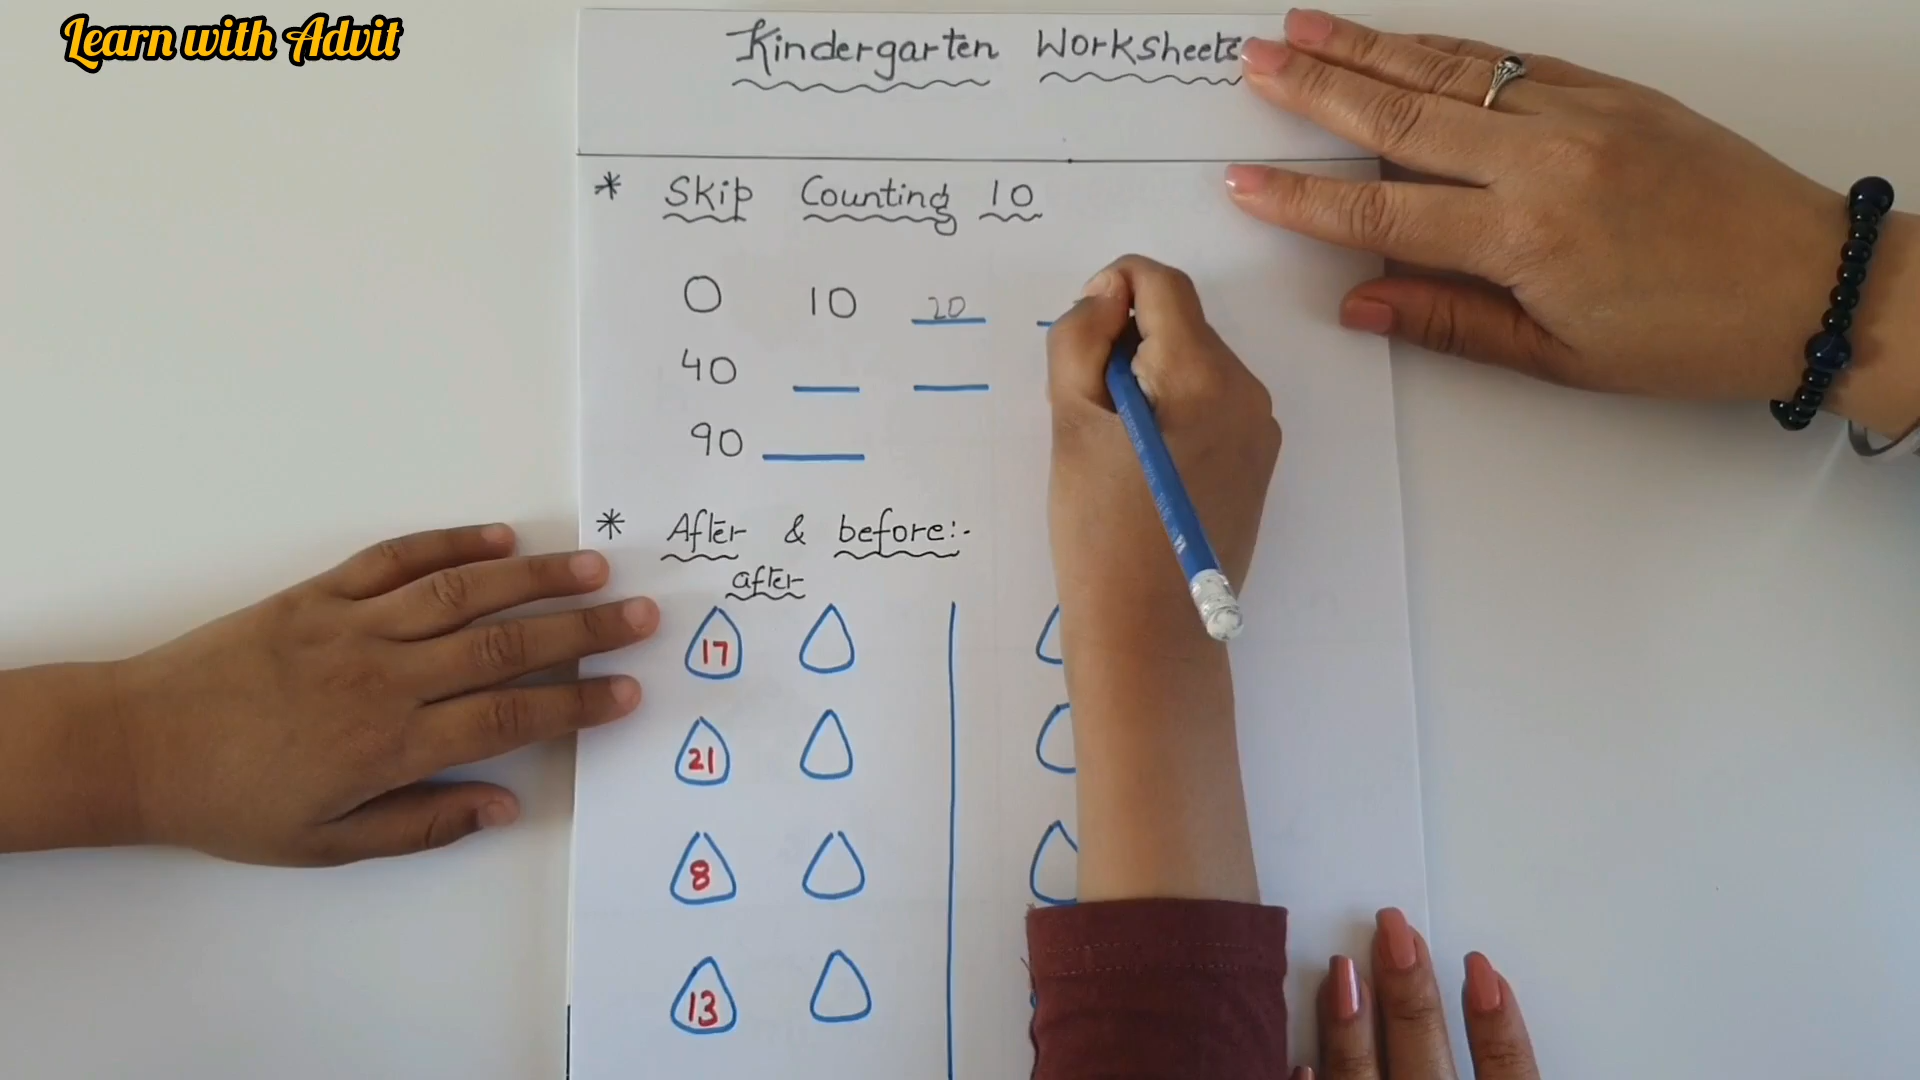 Learn with Advit
Kindergarten Worksheets
* Skip Counting 10
0 10 20
40
90
* After & before:-
after
17
21
8
13